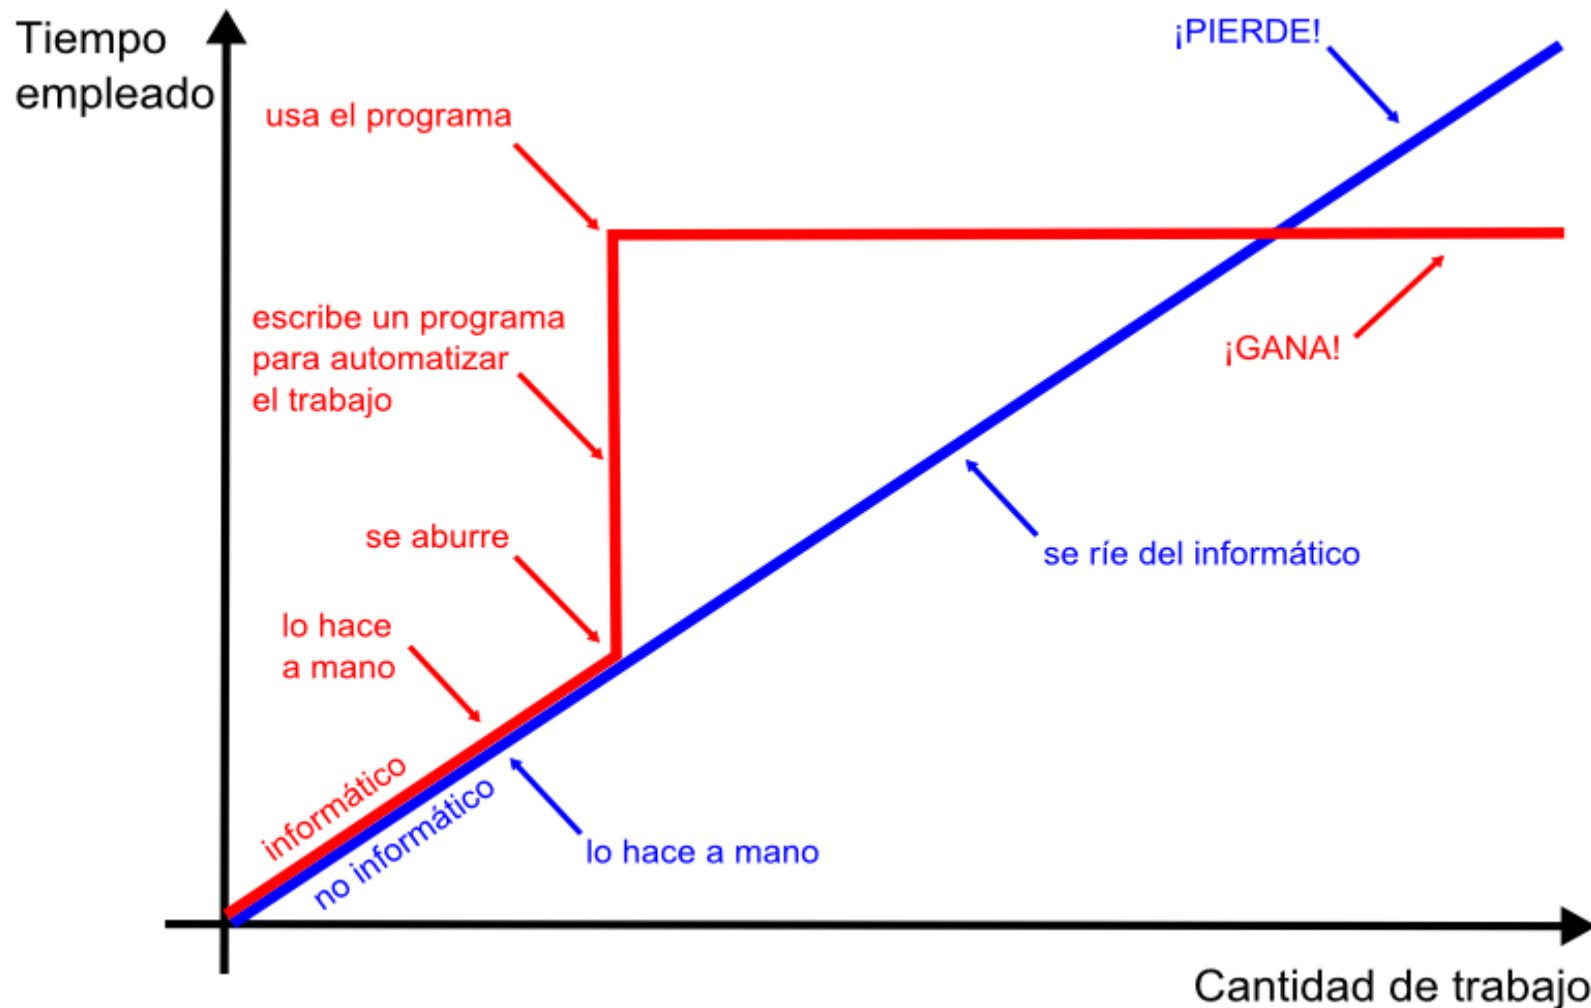 Tiempo
empleado
¡PIERDE!
usa el programa
escribe un programa
para automatizar
el trabajo
¡GANA!
se aburre
se ríe del informático
lo hace
a mano
informático
no informático
lo hace a mano
Cantidad de trabajo